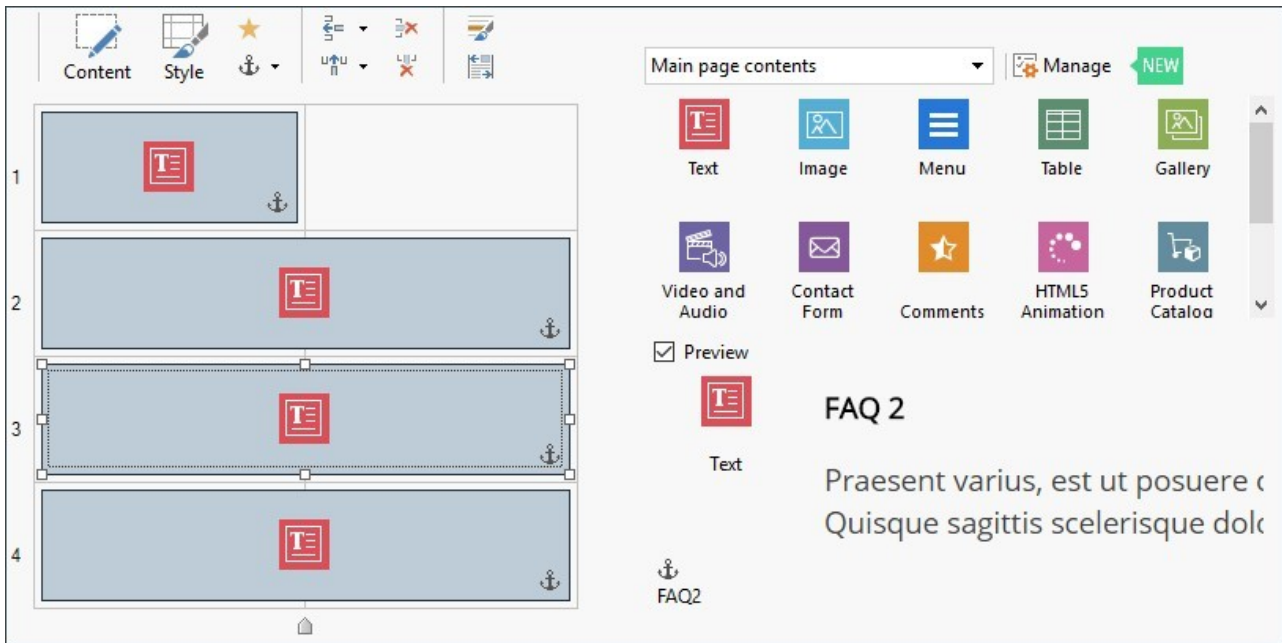 Content
Style
Main page contents
Manage
NEW
Text
Image
Menu
Table
Gallery
Video and
Audio
Contact
Form
Comments
HTML5
Animation
Product
Catalog
1
2
3
4
Preview
Text
FAQ 2
Praesent varius, est ut posuere
Quisque sagittis scelerisque
FAQ2